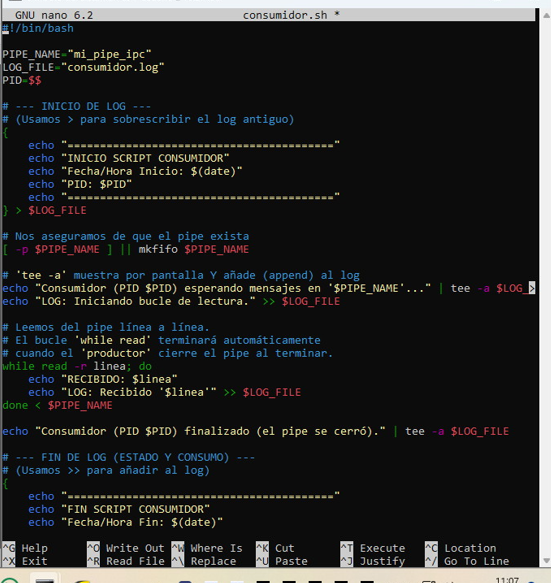 GNU nano 6.2 consumidor.sh *
#!/bin/bash
PIPE_NAME="mi_pipe_ipc"
LOG_FILE="consumidor.log"
PID=$$
# --- INICIO DE LOG ---
# (Usamos > para sobrescribir el log antiguo)
{
echo "========================================"
echo "INICIO SCRIPT CONSUMIDOR"
echo "Fecha/Hora Inicio: $(date)"
echo "PID: $PID"
echo "========================================"
} > $LOG_FILE
# Nos aseguramos de que el pipe exista
[ -p $PIPE_NAME ] || mkfifo $PIPE_NAME
# 'tee -a' muestra por pantalla Y añade (append) al log
echo "Consumidor (PID $PID) esperando mensajes en '$PIPE_NAME'..." | tee -a $LOG_>
echo "LOG: Iniciando bucle de lectura." >> $LOG_FILE
# Leemos del pipe línea a línea.
# El bucle 'while read' terminará automáticamente
# cuando el 'productor' cierre el pipe al terminar.
while read -r linea; do
echo "RECIBIDO: $linea"
echo "LOG: Recibido '$linea'" >> $LOG_FILE
done < $PIPE_NAME
echo "Consumidor (PID $PID) finalizado (el pipe se cerró)." | tee -a $LOG_FILE
# --- FIN DE LOG (ESTADO Y CONSUMO) ---
# (Usamos >> para añadir al log)
{
echo "========================================"
echo "FIN SCRIPT CONSUMIDOR"
echo "Fecha/Hora Fin: $(date)"
^G Help ^O Write Out ^W Where Is ^K Cut ^T Execute ^C Location
^X Exit ^R Read File ^\ Replace ^U Paste ^J Justify ^/ Go To Line
11:07